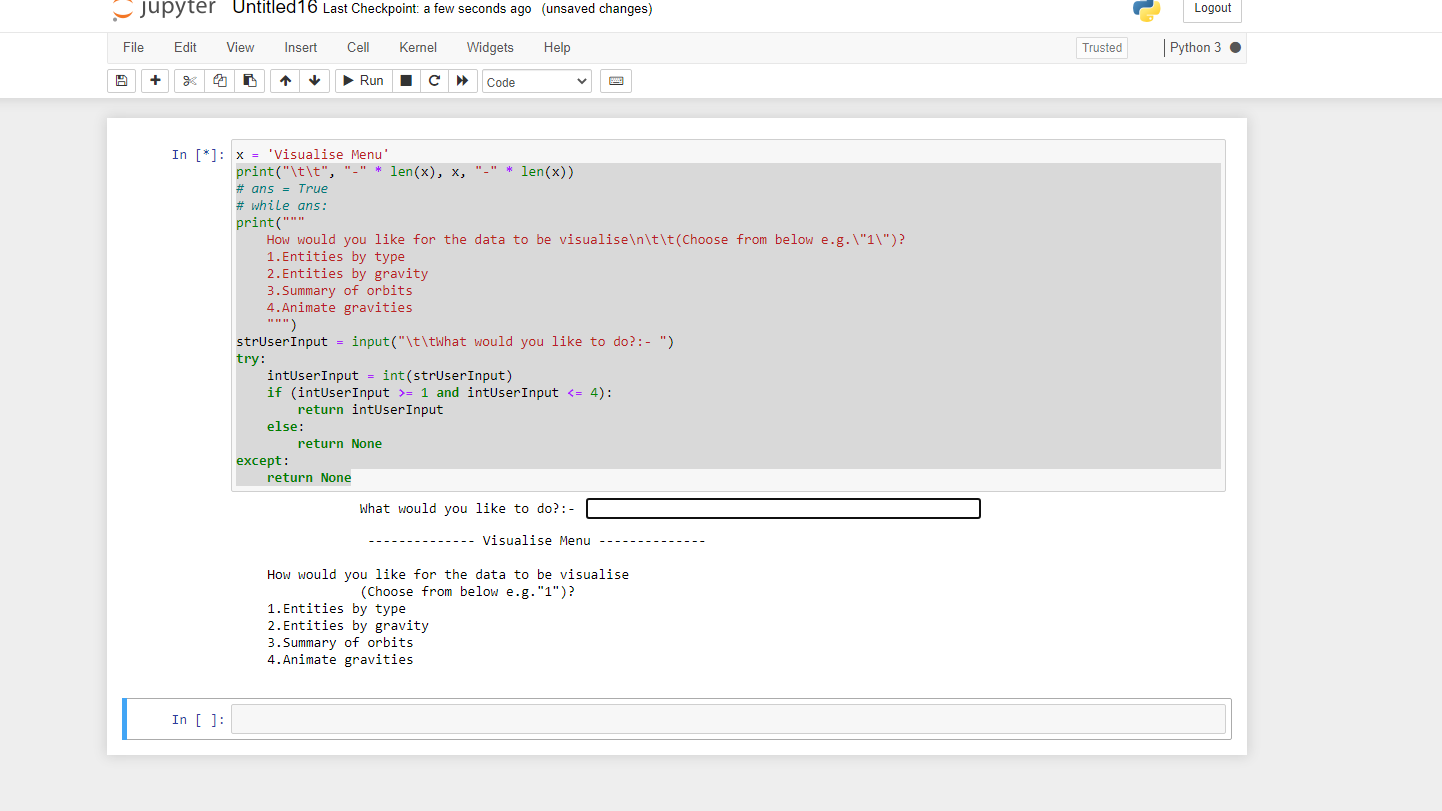 jupyter Untitled16 Last Checkpoint: a few seconds ago (unsaved changes)
Logout
File Edit View Insert Cell Kernel Widgets Help
Trusted Python 3
Run Code
In [*]:
x = 'Visualise Menu'
print("\t\t", "-" * len(x), x, "-" * len(x))
# ans = True
# while ans:
print("""
    How would you like for the data to be visualise\n\t\t(Choose from below e.g.\"1\")?
    1.Entities by type
    2.Entities by gravity
    3.Summary of orbits
    4.Animate gravities
    """)
strUserInput = input("\t\tWhat would you like to do?:- ")
try:
    intUserInput = int(strUserInput)
    if (intUserInput >= 1 and intUserInput <= 4):
        return intUserInput
    else:
        return None
except:
    return None
What would you like to do?:-
-------------- Visualise Menu --------------
How would you like for the data to be visualise
(Choose from below e.g."1")?
1.Entities by type
2.Entities by gravity
3.Summary of orbits
4.Animate gravities
In [ ]: